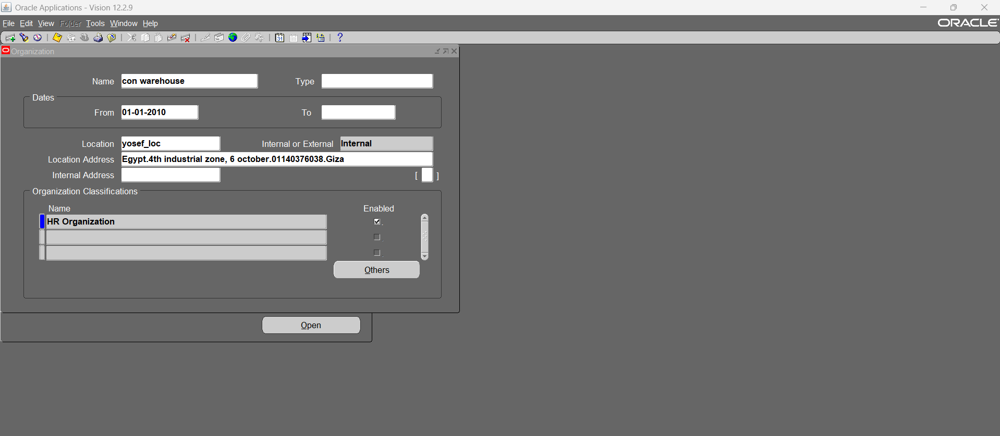 Oracle Applications - Vision 12.2.9
File Edit View Folder Tools Window Help
ORACLE
31 ?
Organization
Name con warehouse Type
Dates
From 01-01-2010 To
Location yosef_loc Internal or External Internal
Location Address Egypt.4th industrial zone, 6 october.01140376038.Giza
Internal Address [ ]
Organization Classifications
Name Enabled
HR Organization
Others
Open